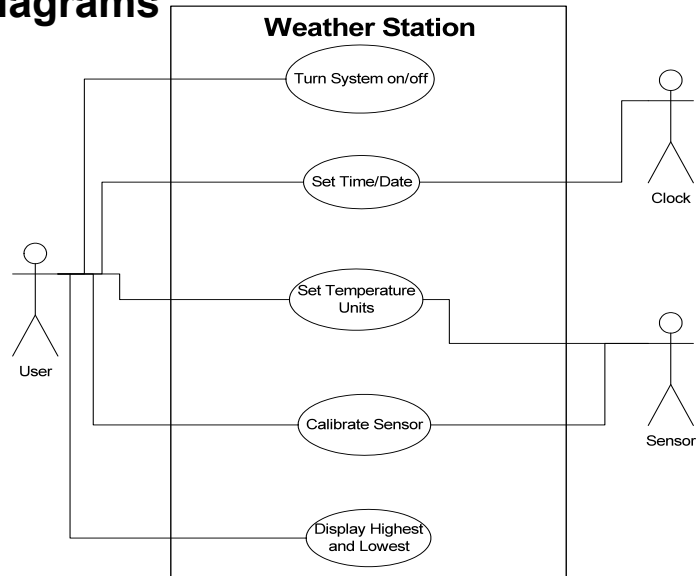 Weather Station
Turn System on/off
Set Time/Date
Clock
Set Temperature
Units
User
Calibrate Sensor
Sensor
Display Highest
and Lowest